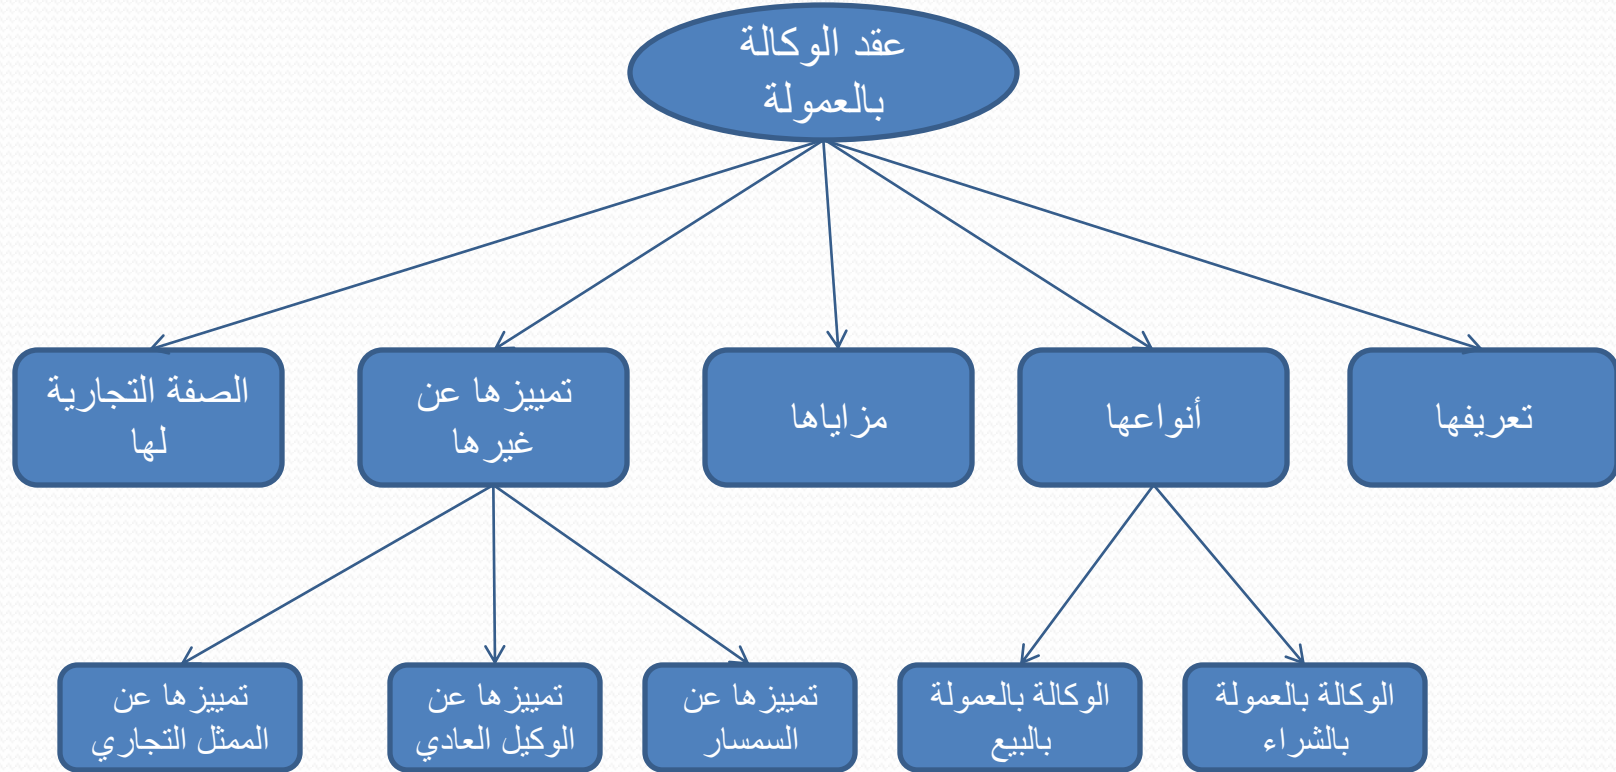 عقد الوكالة
بالعمولة
تعريفها
أنواعها
مزاياها
تمييزها عن
غيرها
الصفة التجارية
لها
الوكالة بالعمولة
بالشراء
الوكالة بالعمولة
بالبيع
تمييزها عن
السمسار
تمييزها عن
الوكيل العادي
تمييزها عن
الممثل التجاري